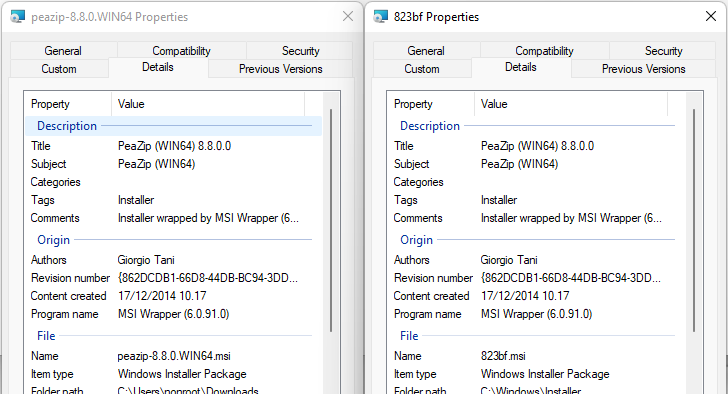 peazip-8.8.0.WIN64 Properties
General Compatibility Security
Custom Details Previous Versions
Property Value
Description
Title PeaZip (WIN64) 8.8.0.0
Subject PeaZip (WIN64)
Categories
Tags Installer
Comments Installer wrapped by MSI Wrapper (6...
Origin
Authors Giorgio Tani
Revision number {862DCDB1-66D8-44DB-BC94-3DD...
Content created 17/12/2014 10.17
Program name MSI Wrapper (6.0.91.0)
File
Name peazip-8.8.0.WIN64.msi
Item type Windows Installer Package
Folder path C:\Users\nonroot\Downloads
823bf Properties
General Compatibility Security
Custom Details Previous Versions
Property Value
Description
Title PeaZip (WIN64) 8.8.0.0
Subject PeaZip (WIN64)
Categories
Tags Installer
Comments Installer wrapped by MSI Wrapper (6...
Origin
Authors Giorgio Tani
Revision number {862DCDB1-66D8-44DB-BC94-3DD...
Content created 17/12/2014 10.17
Program name MSI Wrapper (6.0.91.0)
File
Name 823bf.msi
Item type Windows Installer Package
Folder path C:\Windows\Installer